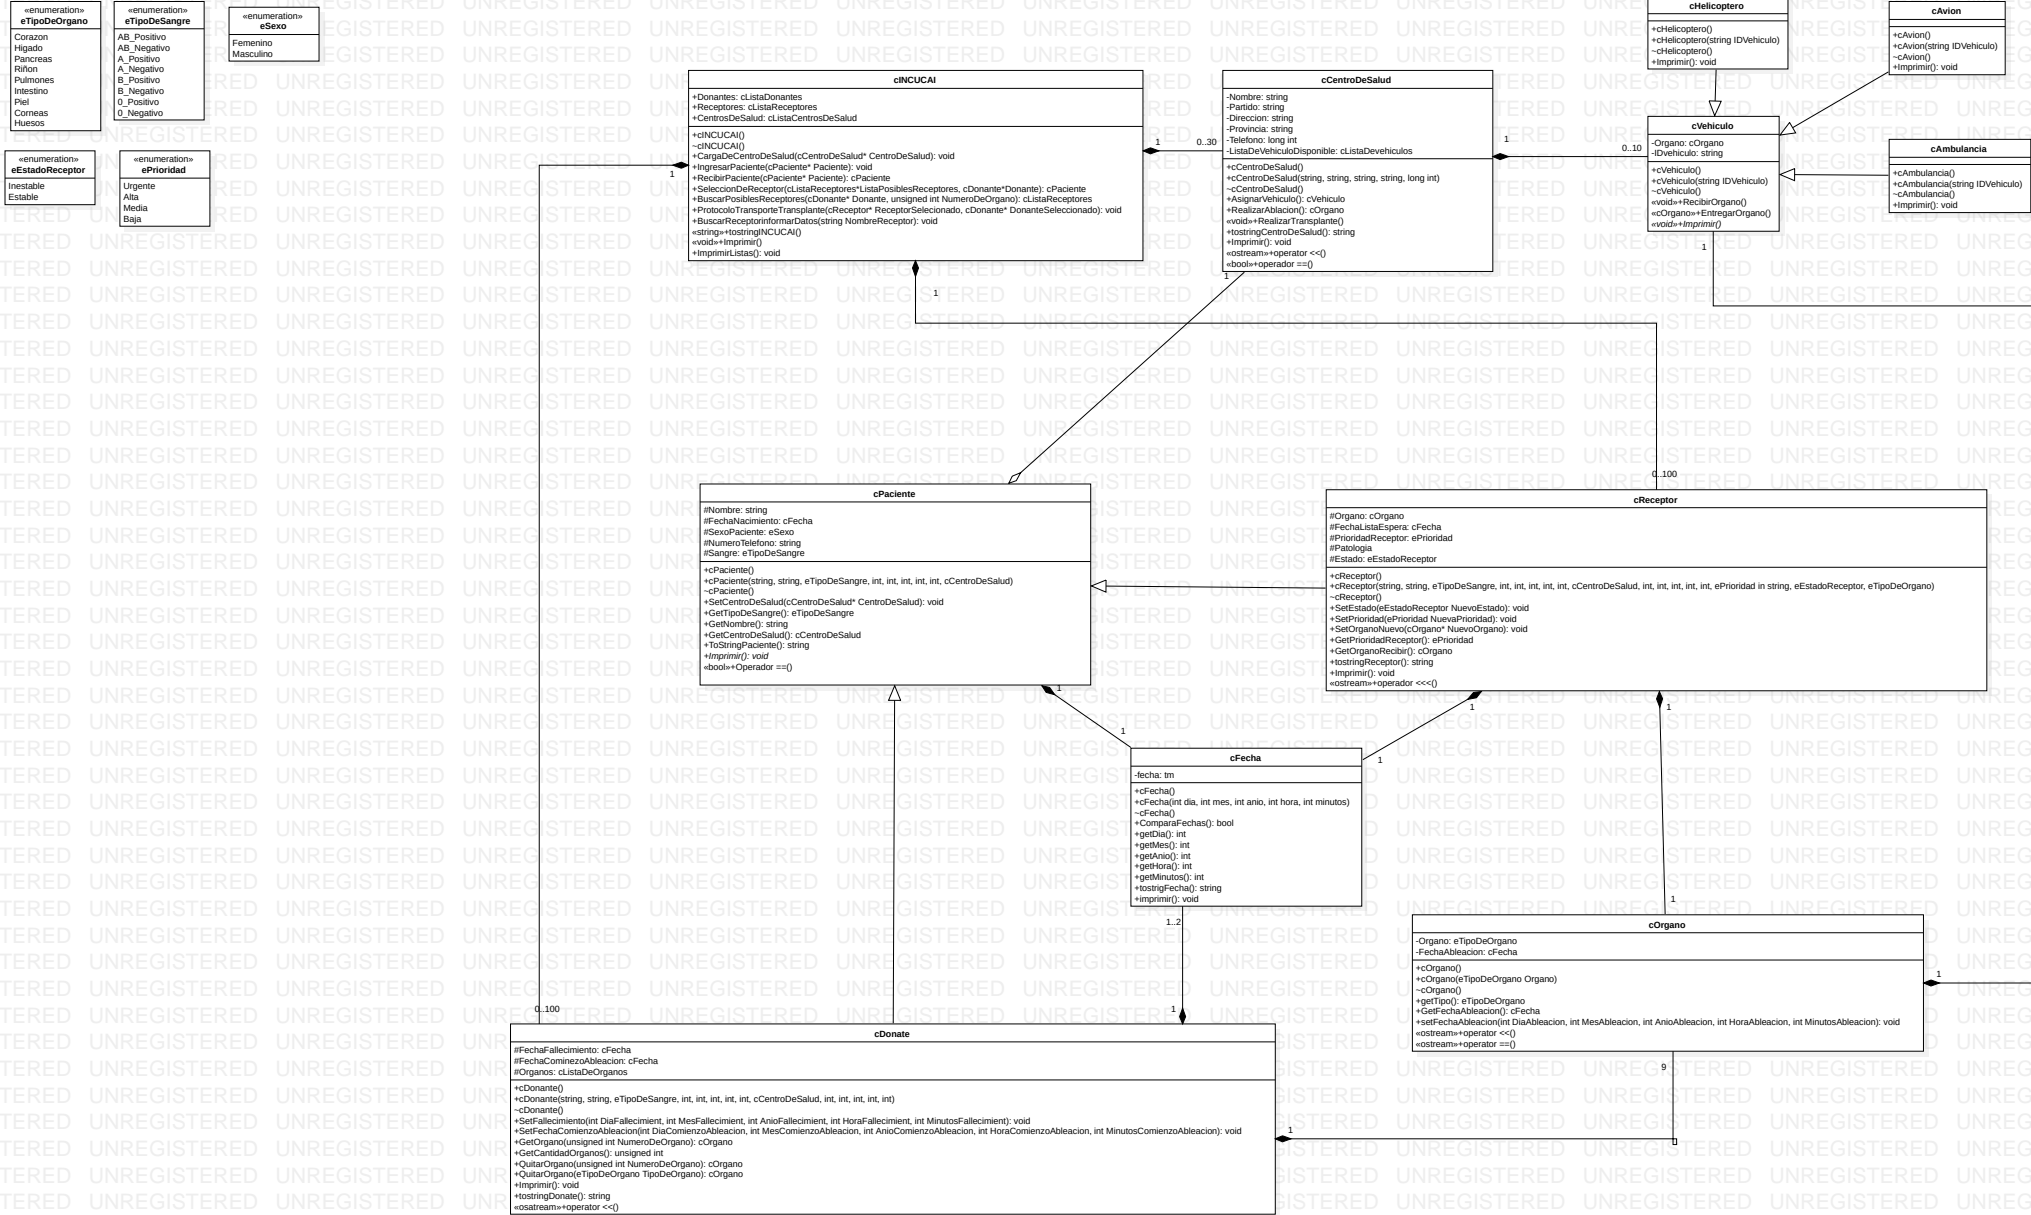 «enumeration»
eTipoDeOrgano
Corazon
Higado
Pancreas
Riñon
Pulmones
Intestino
Piel
Corneas
Huesos
«enumeration»
eTipoDeSangre
AB_Positivo
AB_Negativo
A_Positivo
A_Negativo
B_Positivo
B_Negativo
0_Positivo
0_Negativo
«enumeration»
eSexo
Femenino
Masculino
«enumeration»
eEstadoReceptor
Inestable
Estable
«enumeration»
ePrioridad
Urgente
Alta
Media
Baja
cINCUCAI
+Donantes: cListaDonantes
+Receptores: cListaReceptores
+CentrosDeSalud: cListaCentrosDeSalud
+cINCUCAI()
~cINCUCAI()
+CargaDeCentroDeSalud(cCentroDeSalud* CentroDeSalud): void
+IngresarPaciente(cPaciente* Paciente): void
+RecibirPaciente(cPaciente* Paciente): cPaciente
+SeleccionDeReceptor(cListaReceptores*ListaPosiblesReceptores, cDonante*Donante): cPaciente
+BuscarPosiblesReceptores(cDonante* Donante, unsigned int NumeroDeOrgano): cListaReceptores
+ProtocoloTransporteTransplante(cReceptor* ReceptorSelecionado, cDonante* DonanteSeleccionado): void
+BuscarReceptorinformarDatos(string NombreReceptor): void
«string»+tostringINCUCAI()
«void»+Imprimir()
+ImprimirListas(): void
1
0..30
1
1
cCentroDeSalud
-Nombre: string
-Partido: string
-Direccion: string
-Provincia: string
-Telefono: long int
-ListaDeVehiculoDisponible: cListaDevehiculos
+cCentroDeSalud()
+cCentroDeSalud(string, string, string, string, long int)
~cCentroDeSalud()
+AsignarVehiculo(): cVehiculo
+RealizarAblacion(): cOrgano
«void»+RealizarTransplante()
+tostringCentroDeSalud(): string
+Imprimir(): void
«ostream»+operator <<()
«bool»+operador ==()
1
0..10
1
cHelicoptero
+cHelicoptero()
+cHelicoptero(string IDVehiculo)
~cHelicoptero()
+Imprimir(): void
cAvion
+cAvion()
+cAvion(string IDVehiculo)
~cAvion()
+Imprimir(): void
cVehiculo
-Organo: cOrgano
-IDvehiculo: string
+cVehiculo()
+cVehiculo(string IDVehiculo)
~cVehiculo()
«void»+RecibirOrgano()
«cOrgano»+EntregarOrgano()
«void»+Imprimir()
1
cAmbulancia
+cAmbulancia()
+cAmbulancia(string IDVehiculo)
~cAmbulancia()
+Imprimir(): void
cPaciente
#Nombre: string
#FechaNacimiento: cFecha
#SexoPaciente: eSexo
#NumeroTelefono: string
#Sangre: eTipoDeSangre
+cPaciente()
+cPaciente(string, string, eTipoDeSangre, int, int, int, int, int, cCentroDeSalud)
~cPaciente()
+SetCentroDeSalud(cCentroDeSalud* CentroDeSalud): void
+GetTipoDeSangre(): eTipoDeSangre
+GetNombre(): string
+GetCentroDeSalud(): cCentroDeSalud
+ToStringPaciente(): string
+Imprimir(): void
«bool»+Operador ==()
1
1
0..100
cReceptor
#Organo: cOrgano
#FechaListaEspera: cFecha
#PrioridadReceptor: ePrioridad
#Patologia
#Estado: eEstadoReceptor
+cReceptor()
+cReceptor(string, string, eTipoDeSangre, int, int, int, int, int, cCentroDeSalud, int, int, int, int, int, ePrioridad in string, eEstadoReceptor, eTipoDeOrgano)
~cReceptor()
+SetEstado(eEstadoReceptor NuevoEstado): void
+SetPrioridad(ePrioridad NuevaPrioridad): void
+SetOrganoNuevo(cOrgano* NuevoOrgano): void
+GetPrioridadReceptor(): ePrioridad
+GetOrganoRecibir(): cOrgano
+tostringReceptor(): string
+Imprimir(): void
«ostream»+operador <<<()
1
1
1
1
cFecha
-fecha: tm
+cFecha()
+cFecha(int dia, int mes, int anio, int hora, int minutos)
~cFecha()
+ComparaFechas(): bool
+getDia(): int
+getMes(): int
+getAnio(): int
+getHora(): int
+getMinutos(): int
+tostrigFecha(): string
+imprimir(): void
1..2
1
cOrgano
-Organo: eTipoDeOrgano
-FechaAbleacion: cFecha
+cOrgano()
+cOrgano(eTipoDeOrgano Organo)
~cOrgano()
+getTipo(): eTipoDeOrgano
+GetFechaAbleacion(): cFecha
+setFechaAbleacion(int DiaAbleacion, int MesAbleacion, int AnioAbleacion, int HoraAbleacion, int MinutosAbleacion): void
«ostream»+operator <<()
«ostream»+operator ==()
1
9
0..100
cDonate
#FechaFallecimiento: cFecha
#FechaCominezoAbleacion: cFecha
#Organos: cListaDeOrganos
+cDonante()
+cDonante(string, string, eTipoDeSangre, int, int, int, int, int, cCentroDeSalud, int, int, int, int, int)
~cDonante()
+SetFallecimiento(int DiaFallecimient, int MesFallecimient, int AnioFallecimient, int HoraFallecimient, int MinutosFallecimient): void
+SetFechaComienzoAbleacion(int DiaComienzoAbleacion, int MesComienzoAbleacion, int AnioComienzoAbleacion, int HoraComienzoAbleacion, int MinutosComienzoAbleacion): void
+GetOrgano(unsigned int NumeroDeOrgano): cOrgano
+GetCantidadOrganos(): unsigned int
+QuitarOrgano(unsigned int NumeroDeOrgano): cOrgano
+QuitarOrgano(eTipoDeOrgano TipoDeOrgano): cOrgano
+Imprimir(): void
+tostringDonate(): string
«osatream»+operator <<()
1
UNREGISTERED